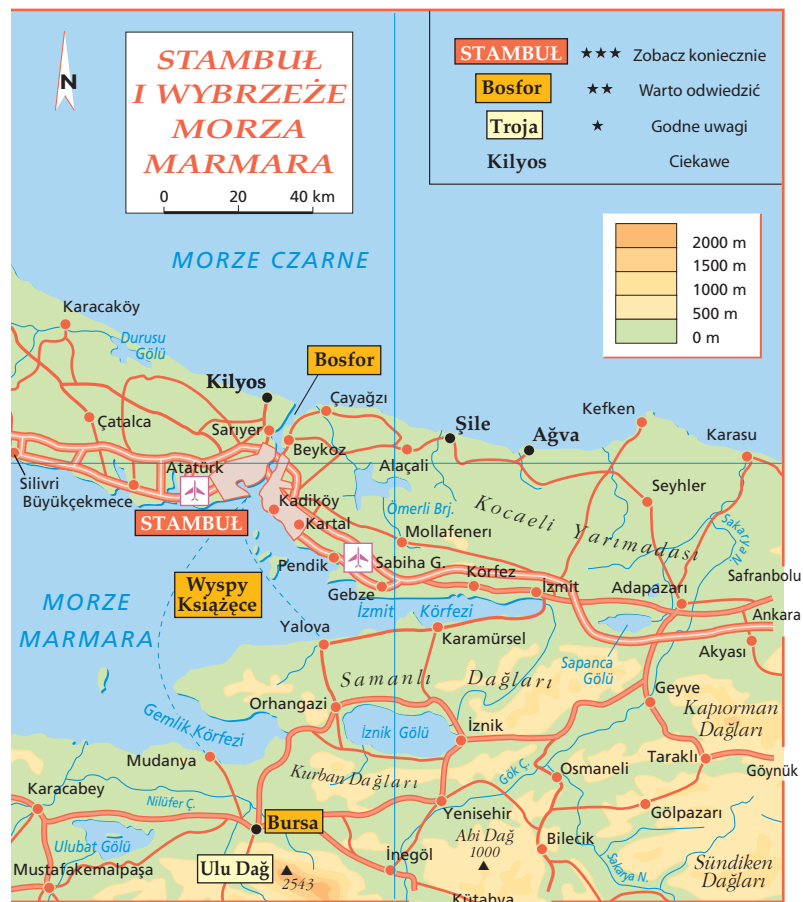 N
STAMBUŁ
I WYBRZEŻE
MORZA
MARMARA
0 20 40 km
STAMBUŁ ★★★ Zobacz koniecznie
Bosfor ★★ Warto odwiedzić
Troja ★ Godne uwagi
Kilyos Ciekawe
2000 m
1500 m
1000 m
500 m
0 m
MORZE CZARNE
Karacaköy
Durusu
Gölü
Bosfor
Kilyos
Çayağzı
Kefken
Çatalca
Sarıyer
Şile
Ağva
Karasu
Beykoz
Alaçali
Atatürk
Silivri
Büyükçekmece
Kadiköy
Ömerli Brj.
Seyhler
STAMBUŁ
Kartal
Mollafenerı
Kocaeli Yarımadası
Sakarya
N.
Pendik
Sabiha G.
Körfez
Safranbolu
Wyspy
Książęce
Gebze
İzmit
Adapazarı
MORZE
MARMARA
İzmit Körfezi
Ankara
Yalova
Karamürsel
Akyası
Sapanca
Gölü
Samanlı Dağları
Geyve
Orhangazi
Kapıorman
Dağları
Gemlik Körfezi
İznik Gölü
İznik
Mudanya
Taraklı
Göynük
Kurban Dağları
Gök Ç.
Osmaneli
Karacabey
Nilüfer Ç.
Yenisehir
Gölpazarı
Bursa
Abi Dağ
1000
Bilecik
Ulubat Gölü
İnegöl
Mustafakemalpaşa
Ulu Dağ
2543
Sakarya N.
Sündiken
Dağları
Kütahya